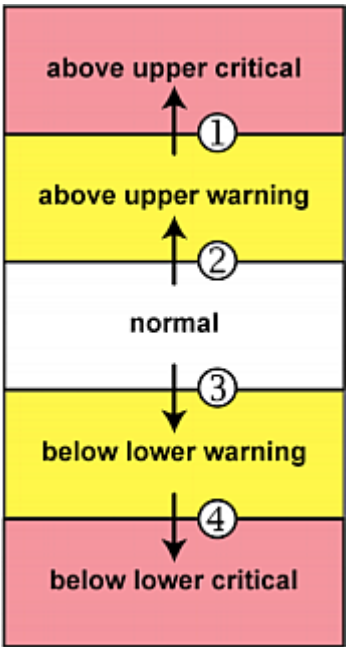 above upper critical
①
above upper warning
②
normal
③
below lower warning
④
below lower critical